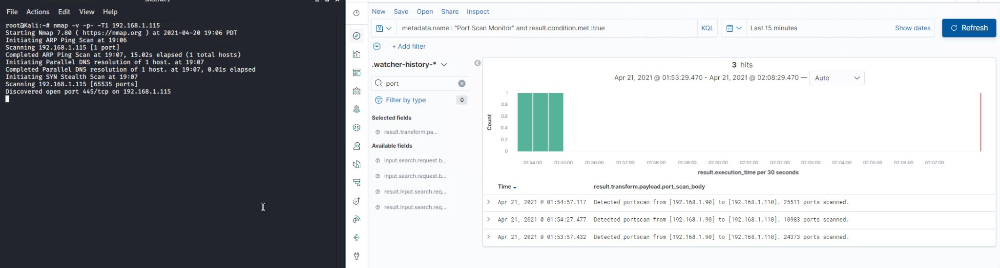 Shell No. 1
File Actions Edit View Help
root@Kali:~# nmap -v -p- -T1 192.168.1.115
Starting Nmap 7.80 ( https://nmap.org ) at 2021-04-20 19:06 PDT
Initiating ARP Ping Scan at 19:06
Scanning 192.168.1.115 [1 port]
Completed ARP Ping Scan at 19:07, 15.02s elapsed (1 total hosts)
Initiating Parallel DNS resolution of 1 host. at 19:07
Completed Parallel DNS resolution of 1 host. at 19:07, 0.01s elapsed
Initiating SYN Stealth Scan at 19:07
Scanning 192.168.1.115 [65535 ports]
Discovered open port 445/tcp on 192.168.1.115
New Save Open Share Inspect
metadata.name : "Port Scan Monitor" and result.condition.met :true
KQL
Last 15 minutes
Show dates
Refresh
+ Add filter
.watcher-history-*
port
Filter by type 0
Selected fields
result.transform.pa...
Available fields
input.search.request.b...
input.search.request.b...
result.input.search.req...
result.input.search.req...
3 hits
Apr 21, 2021 @ 01:53:29.470 - Apr 21, 2021 @ 02:08:29.470 — Auto
Count
1
0.8
0.6
0.4
0.2
0
01:54:00 01:55:00 01:56:00 01:57:00 01:58:00 01:59:00 02:00:00 02:01:00 02:02:00 02:03:00 02:04:00 02:05:00 02:06:00 02:07:00
result.execution_time per 30 seconds
Time result.transform.payload.port_scan_body
Apr 21, 2021 @ 01:54:57.117 Detected portscan from [192.168.1.90] to [192.168.1.110]. 25511 ports scanned.
Apr 21, 2021 @ 01:54:27.477 Detected portscan from [192.168.1.90] to [192.168.1.110]. 10983 ports scanned.
Apr 21, 2021 @ 01:53:57.432 Detected portscan from [192.168.1.90] to [192.168.1.110]. 24373 ports scanned.